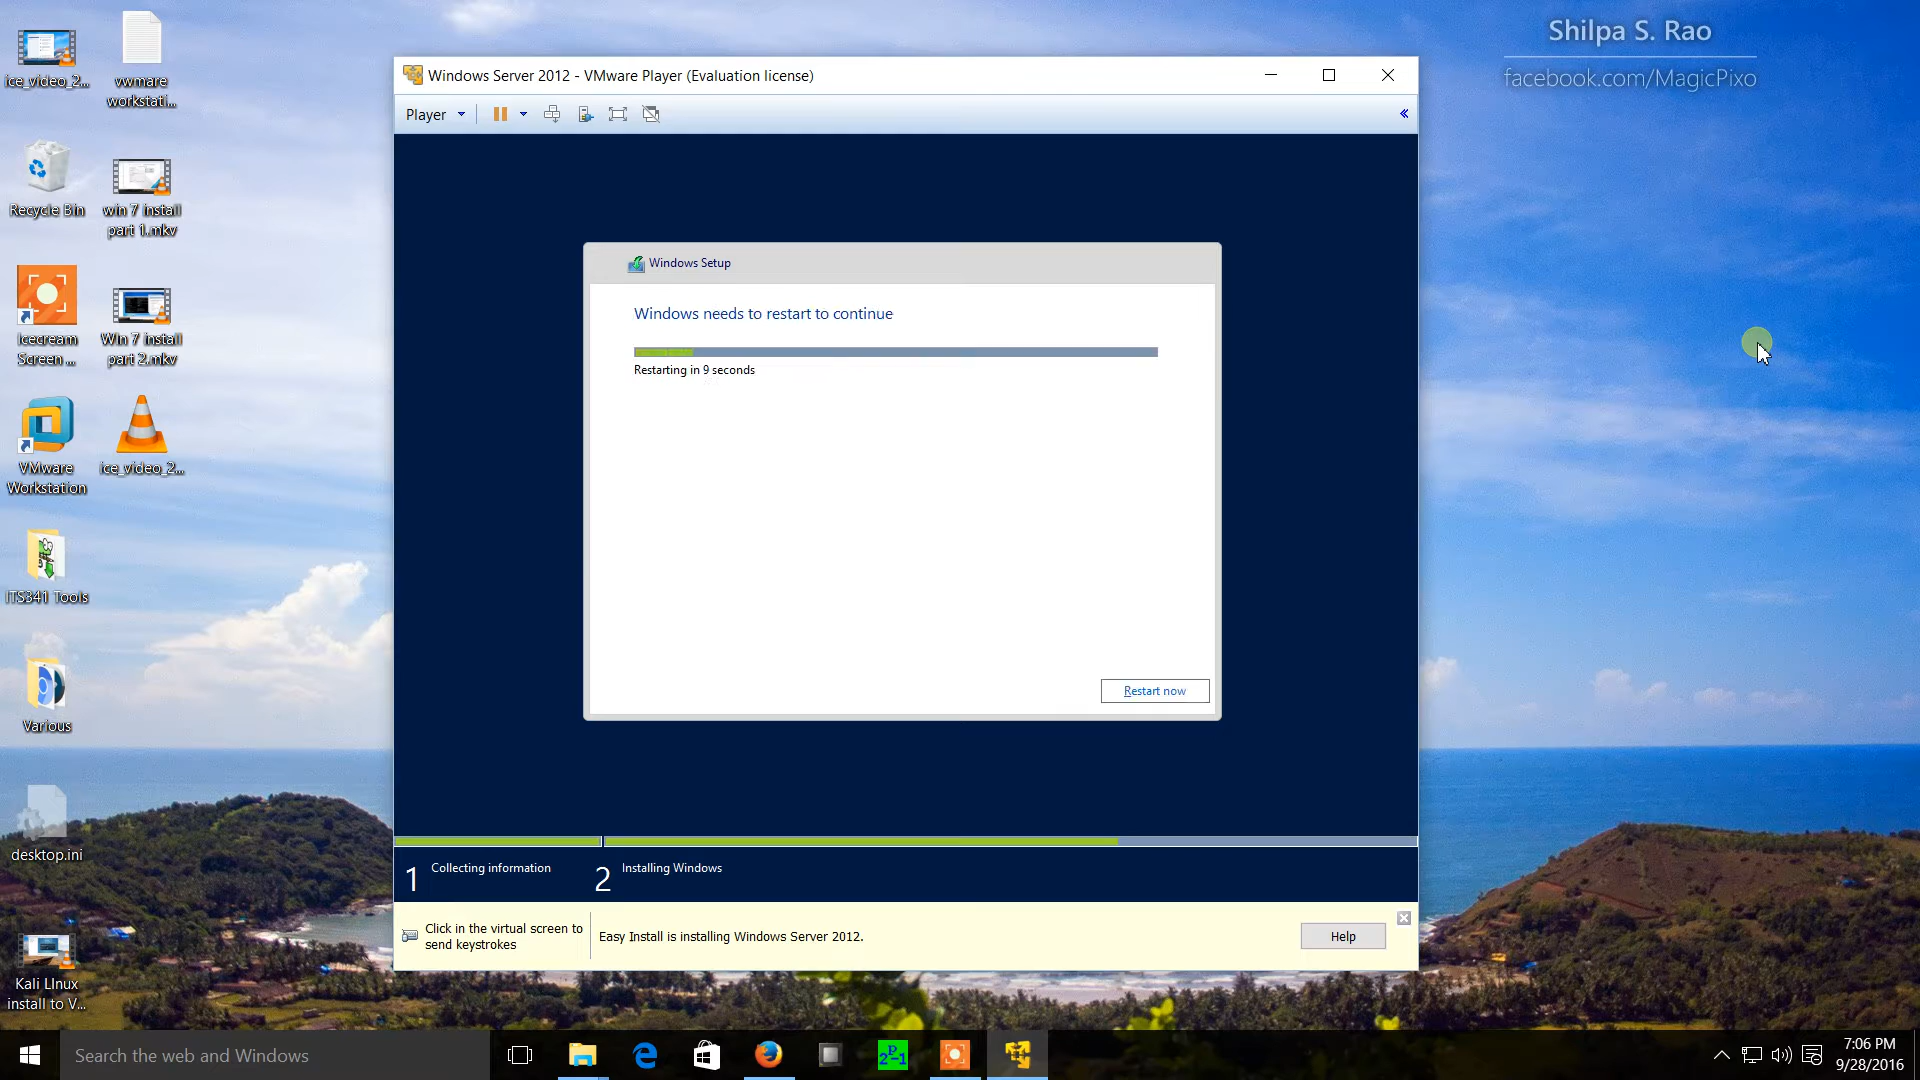 ice_video_2...
vwmare
workstati...
Recycle Bin
win 7 install
part 1.mkv
Icecream
Screen ...
WIn 7 install
part 2.mkv
VMware
Workstation
ice_video_2...
ITS341 Tools
Various
desktop.ini
Kali LInux
install to V...
Shilpa S. Rao
facebook.com/MagicPixo
Windows Server 2012 - VMware Player (Evaluation license)
Player
«
Windows Setup
Windows needs to restart to continue
Restarting in 9 seconds
Restart now
1 Collecting information
2 Installing Windows
Click in the virtual screen to
send keystrokes
Easy Install is installing Windows Server 2012.
Help
Search the web and Windows
2P-1
7:06 PM
9/28/2016